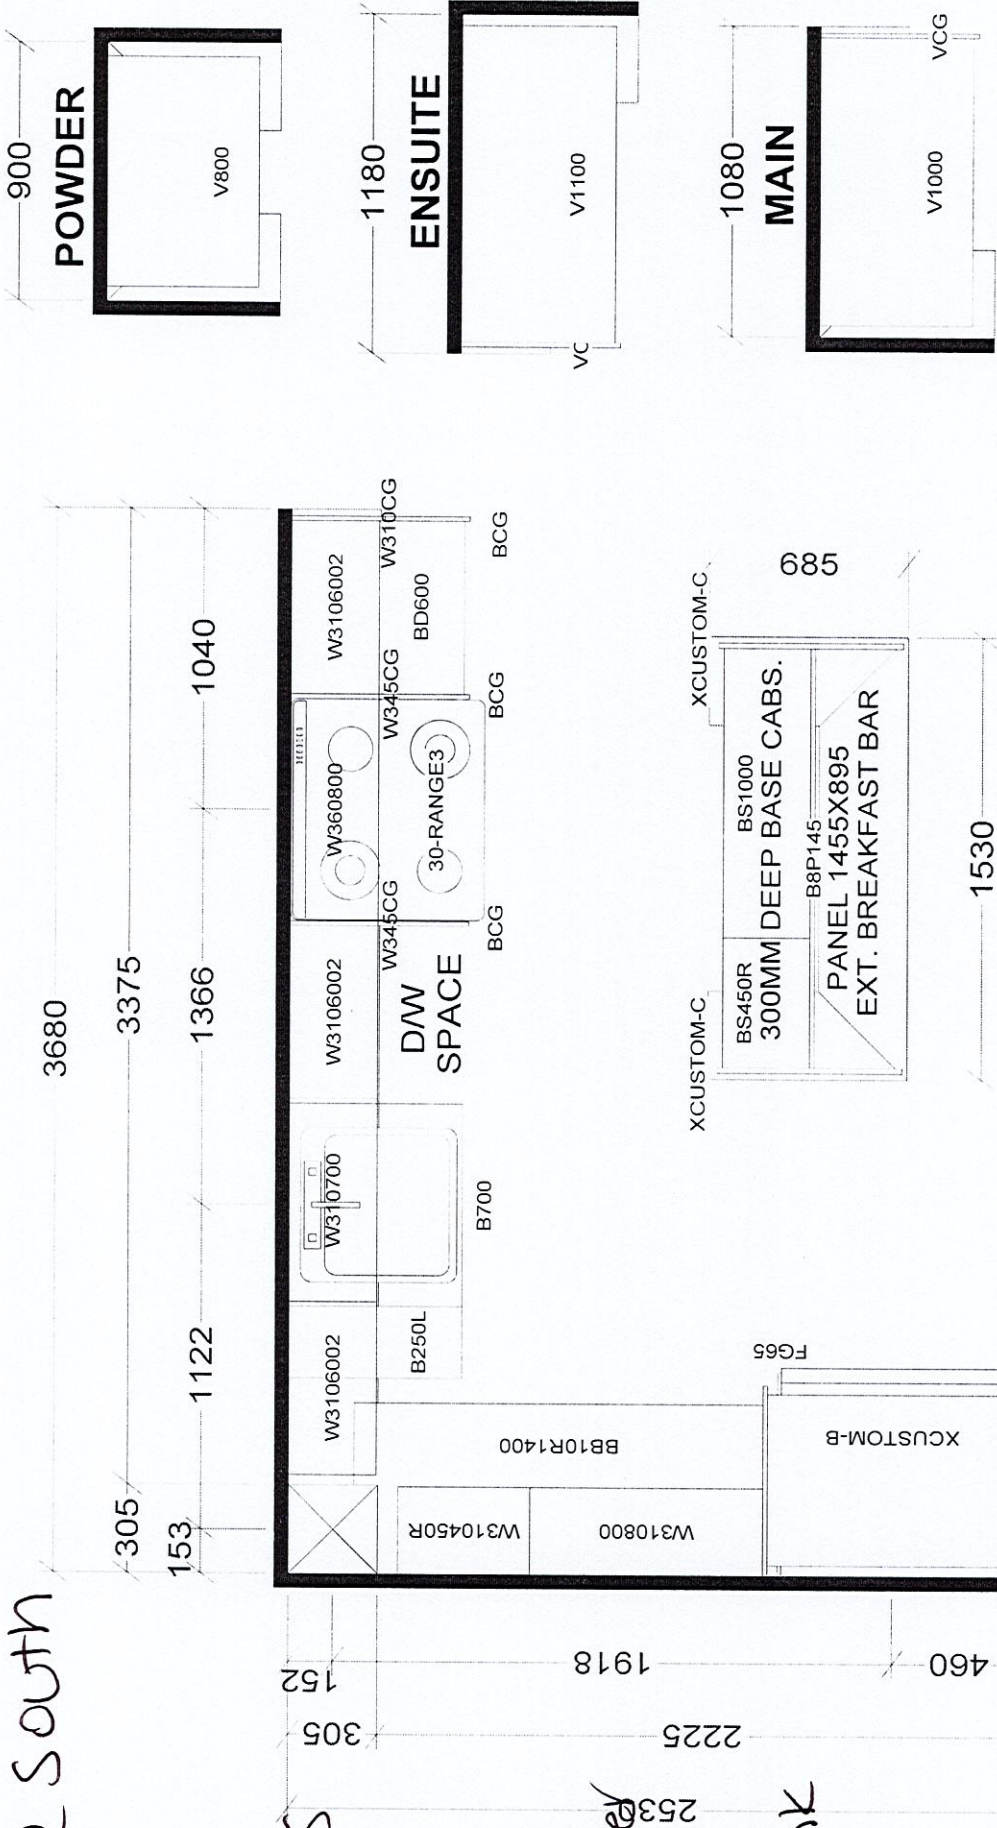 South
3680
3375
305
153
1122
1366
1040
W3106002
W310700
W3106002
W360800
W3106002
W345CG
W345CG
W310CG
B250L
B700
D/W
SPACE
30-RANGE3
BD600
BCG
BCG
BCG
W310450R
W310800
BB10R1400
FG65
XCUSTOM-B
152
305
1918
2225
460
2530
XCUSTOM-C
XCUSTOM-C
BS450R
BS1000
300MM DEEP BASE CABS.
B8P145
PANEL 1455X895
EXT. BREAKFAST BAR
685
1530
900
POWDER
V800
1180
ENSUITE
V1100
VC
1080
MAIN
V1000
VCG